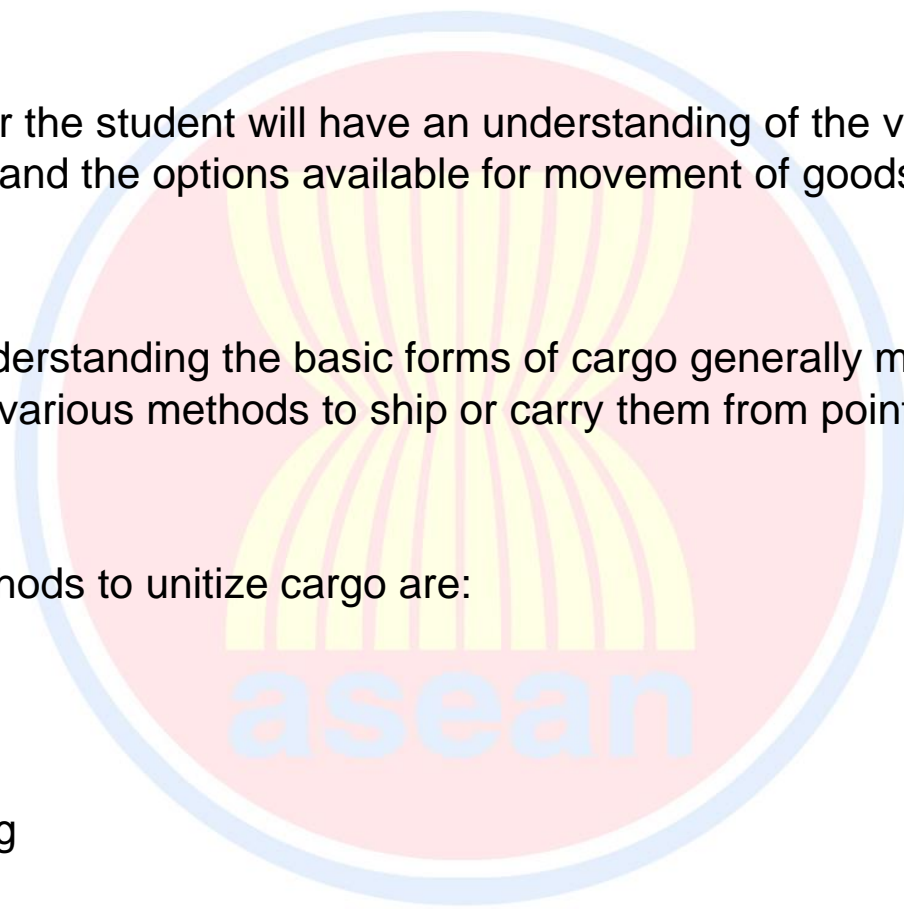 r the student will have an understanding of the v
and the options available for movement of goods
derstanding the basic forms of cargo generally m
various methods to ship or carry them from point
hods to unitize cargo are:
asean
g